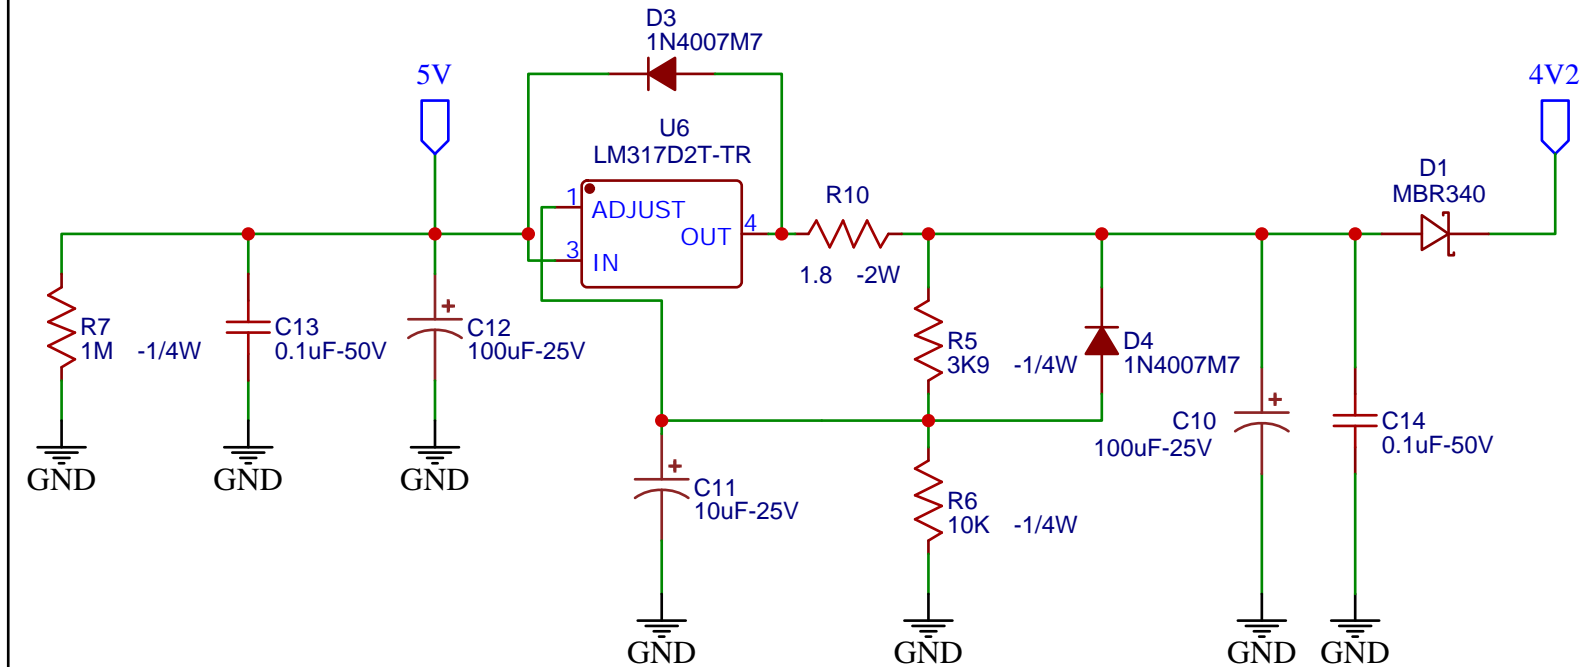 D3
1N4007M7
5V
4V2
U6
LM317D2T-TR
D1
MBR340
R10
1
ADJUST
4
OUT
3
IN
1.8 -2W
R7
1M -1/4W
C13
0.1uF-50V
+
C12
100uF-25V
R5
3K9 -1/4W
D4
1N4007M7
+
C10
100uF-25V
C14
0.1uF-50V
GND
GND
GND
+
C11
10uF-25V
R6
10K -1/4W
GND
GND
GND
GND